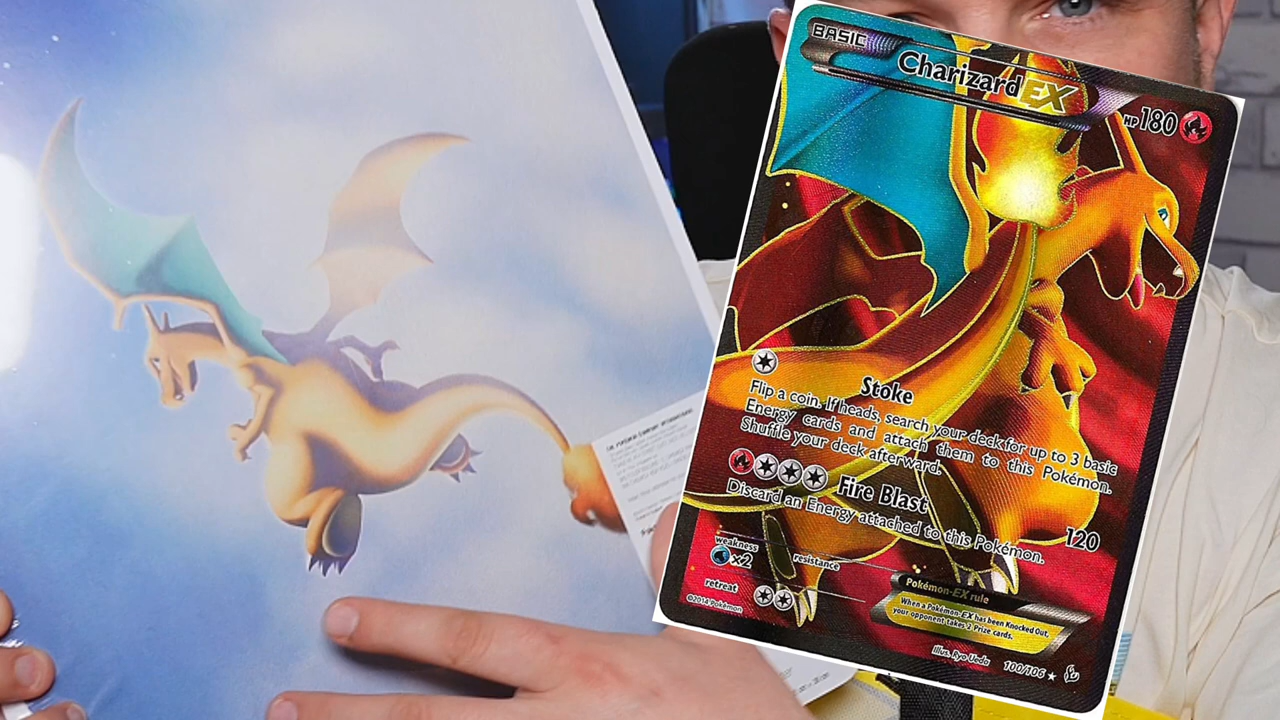 BASIC
Charizard EX
HP 180
Stoke
Flip a coin. If heads, search your deck for up to 3 basic
Energy cards and attach them to this Pokémon.
Shuffle your deck afterward.
Fire Blast
120
Discard an Energy attached to this Pokémon.
weakness
×2
resistance
retreat
Pokémon-EX rule
When a Pokémon-EX has been Knocked Out,
your opponent takes 2 Prize cards.
©2014 Pokémon
Illus. Ryo Ueda
100/106